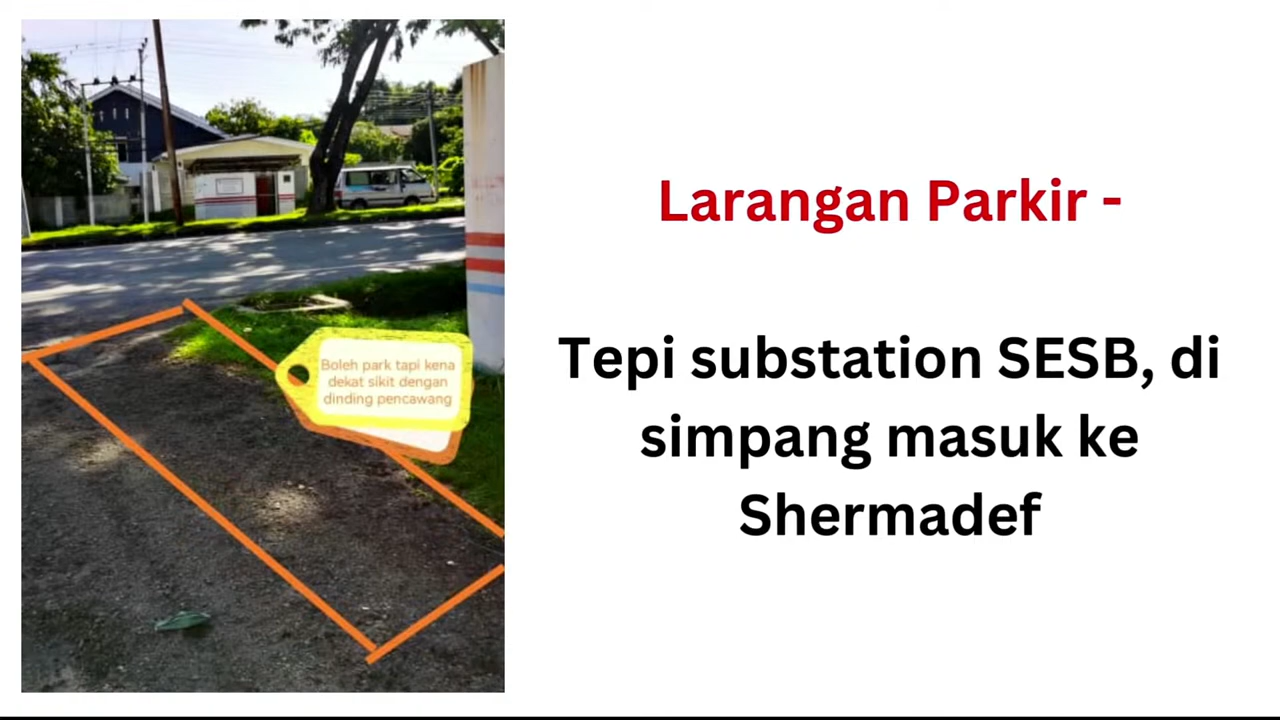 Larangan Parkir -
Tepi substation SESB, di
simpang masuk ke
Shermadef
Boleh park tapi kena
dekat sikit dengan
dinding pencawang